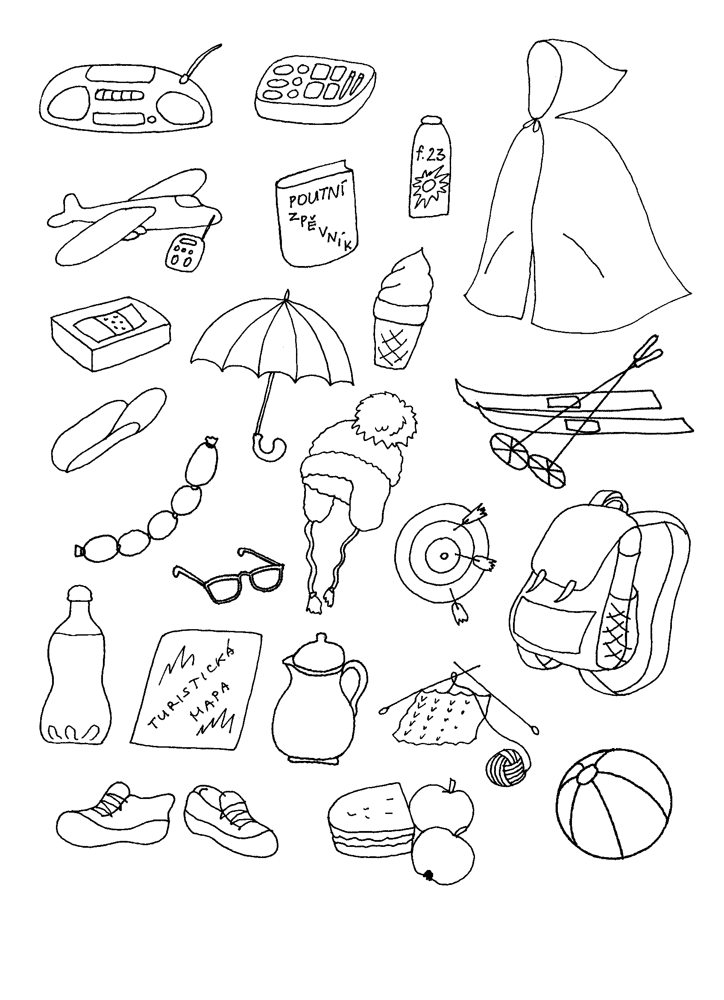 f. 23
POUTNÍ
ZPĚVNÍK
TURISTICKÁ
MAPA